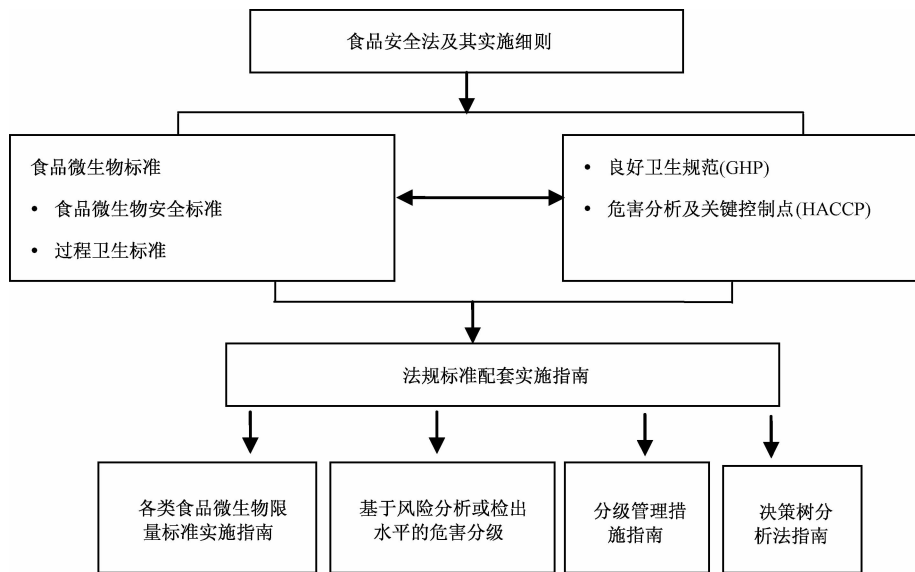 食品安全法及其实施细则
食品微生物标准
• 食品微生物安全标准
• 过程卫生标准
• 良好卫生规范(GHP)
• 危害分析及关键控制点(HACCP)
法规标准配套实施指南
各类食品微生物限
量标准实施指南
基于风险分析或检出
水平的危害分级
分级管理措
施指南
决策树分
析法指南